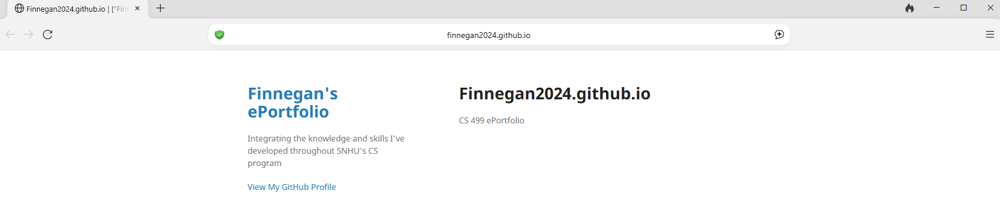 Finnegan2024.github.io | ["Finn
finnegan2024.github.io
Finnegan's
ePortfolio
Integrating the knowledge and skills I've
developed throughout SNHU's CS
program
View My GitHub Profile
Finnegan2024.github.io
CS 499 ePortfolio